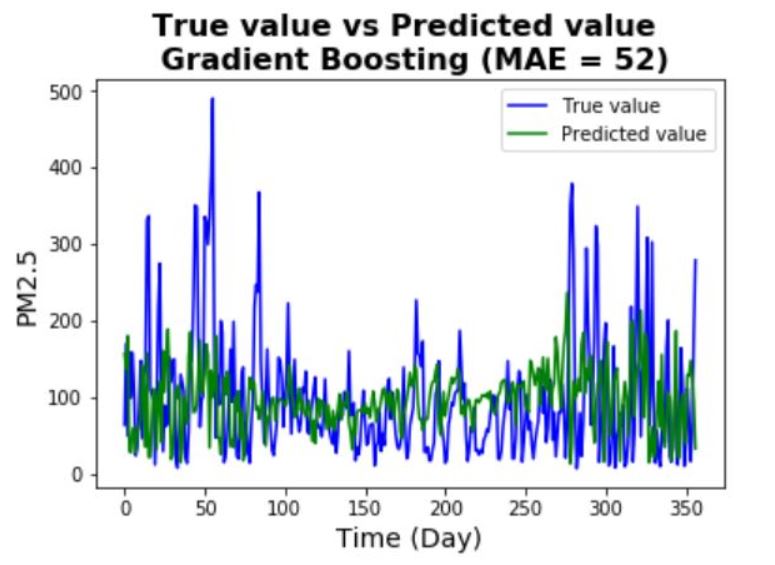 True value vs Predicted value
Gradient Boosting (MAE = 52)
True value
Predicted value
PM2.5
500
400
300
200
100
0
0 50 100 150 200 250 300 350
Time (Day)